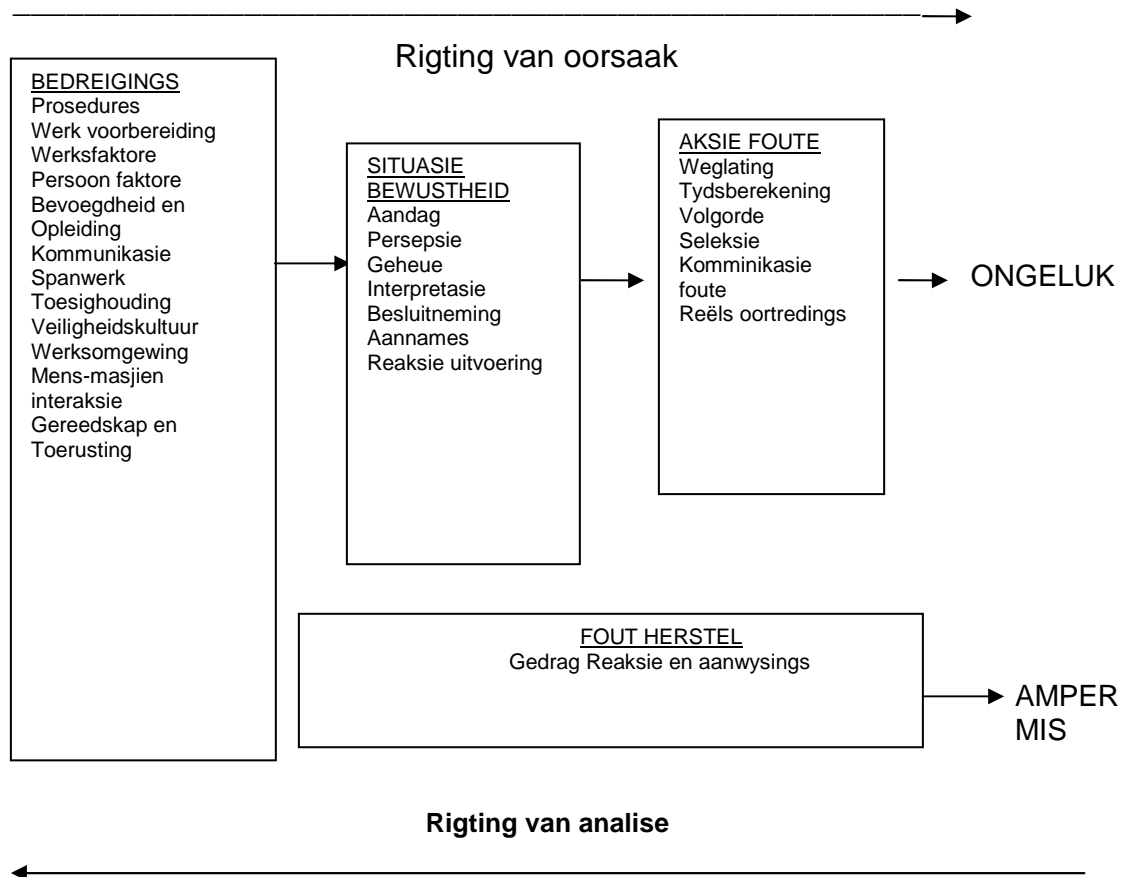 Rigting van oorsaak
BEDREIGINGS
Prosedures
Werk voorbereiding
Werksfaktore
Persoon faktore
Bevoegdheid en
Opleiding
Kommunikasie
Spanwerk
Toesighouding
Veiligheidskultuur
Werksomgewing
Mens-masjien
interaksie
Gereedskap en
Toerusting
SITUASIE
BEWUSTHEID
Aandag
Persepsie
Geheue
Interpretasie
Besluitneming
Aannames
Reaksie uitvoering
AKSIE FOUTE
Weglating
Tydsberekening
Volgorde
Seleksie
Komminikasie
foute
Reëls oortredings
ONGELUK
FOUT HERSTEL
Gedrag Reaksie en aanwysings
AMPER
MIS
Rigting van analise